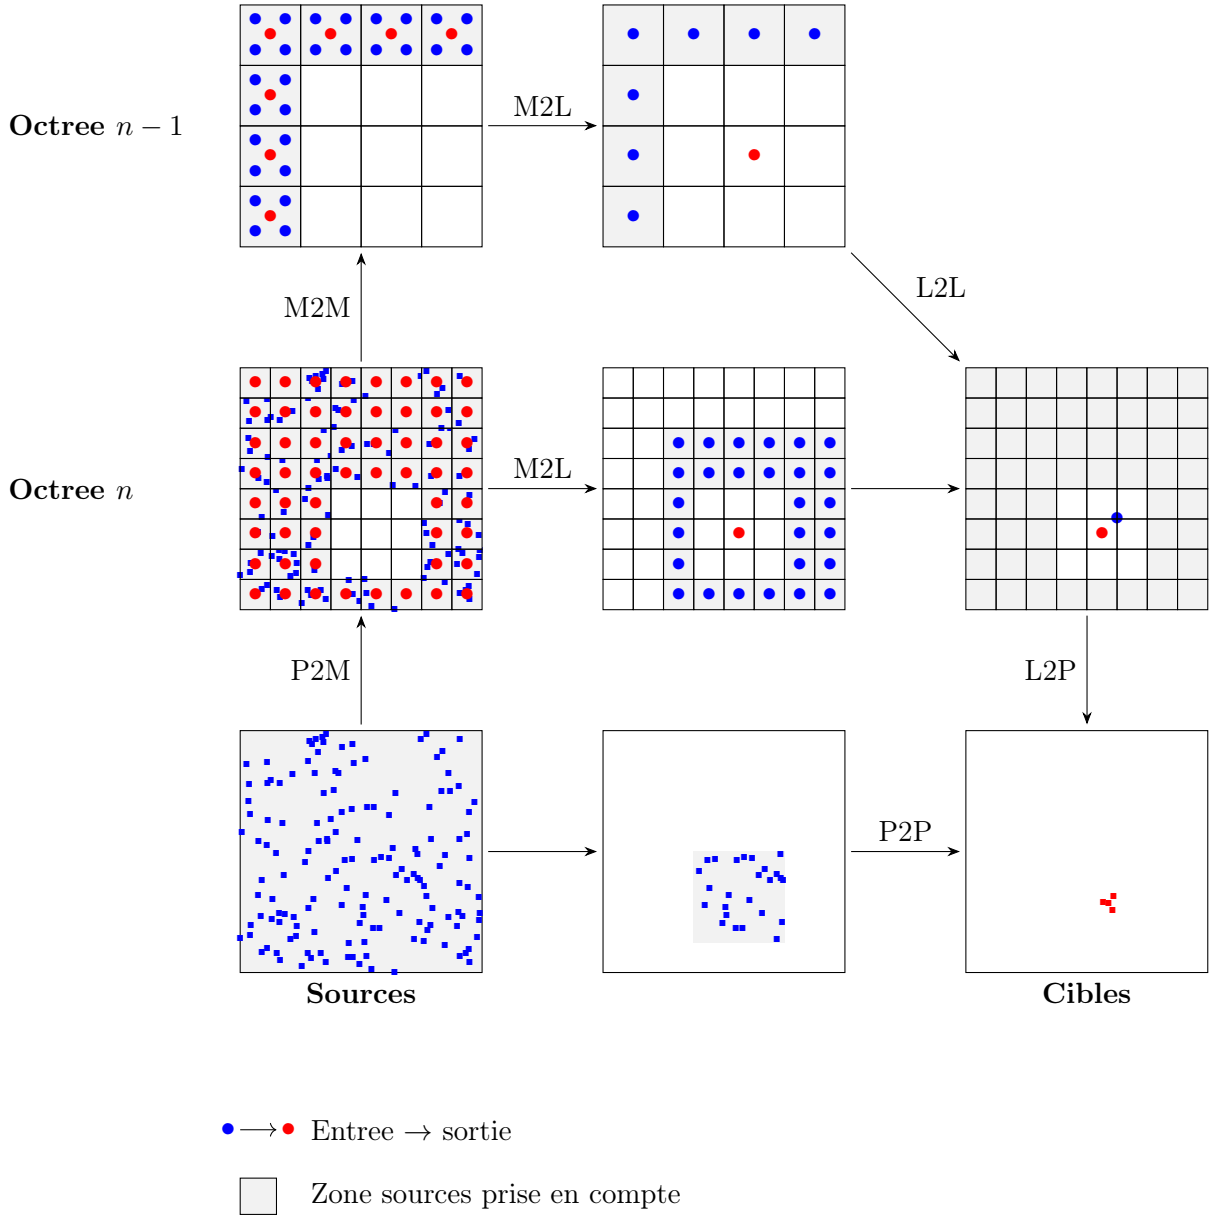 M2L
Octree n − 1
L2L
M2M
M2L
Octree n
P2M
L2P
P2P
Sources
Cibles
Entree → sortie
Zone sources prise en compte